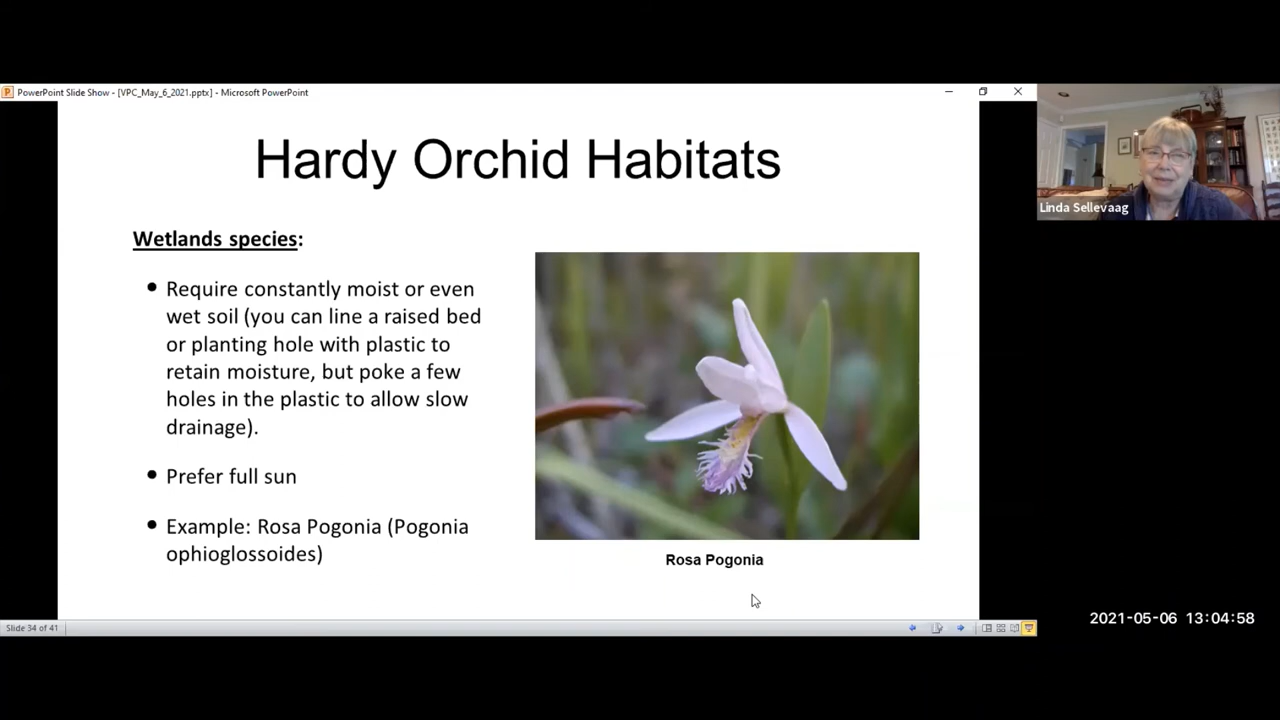 PowerPoint Slide Show - [VPC_May_6_2021.pptx] - Microsoft PowerPoint
Hardy Orchid Habitats
Linda Sellevaag
Wetlands species:
• Require constantly moist or even
wet soil (you can line a raised bed
or planting hole with plastic to
retain moisture, but poke a few
holes in the plastic to allow slow
drainage).
• Prefer full sun
• Example: Rosa Pogonia (Pogonia
ophioglossoides)
Rosa Pogonia
2021-05-06 13:04:58
Slide 34 of 41